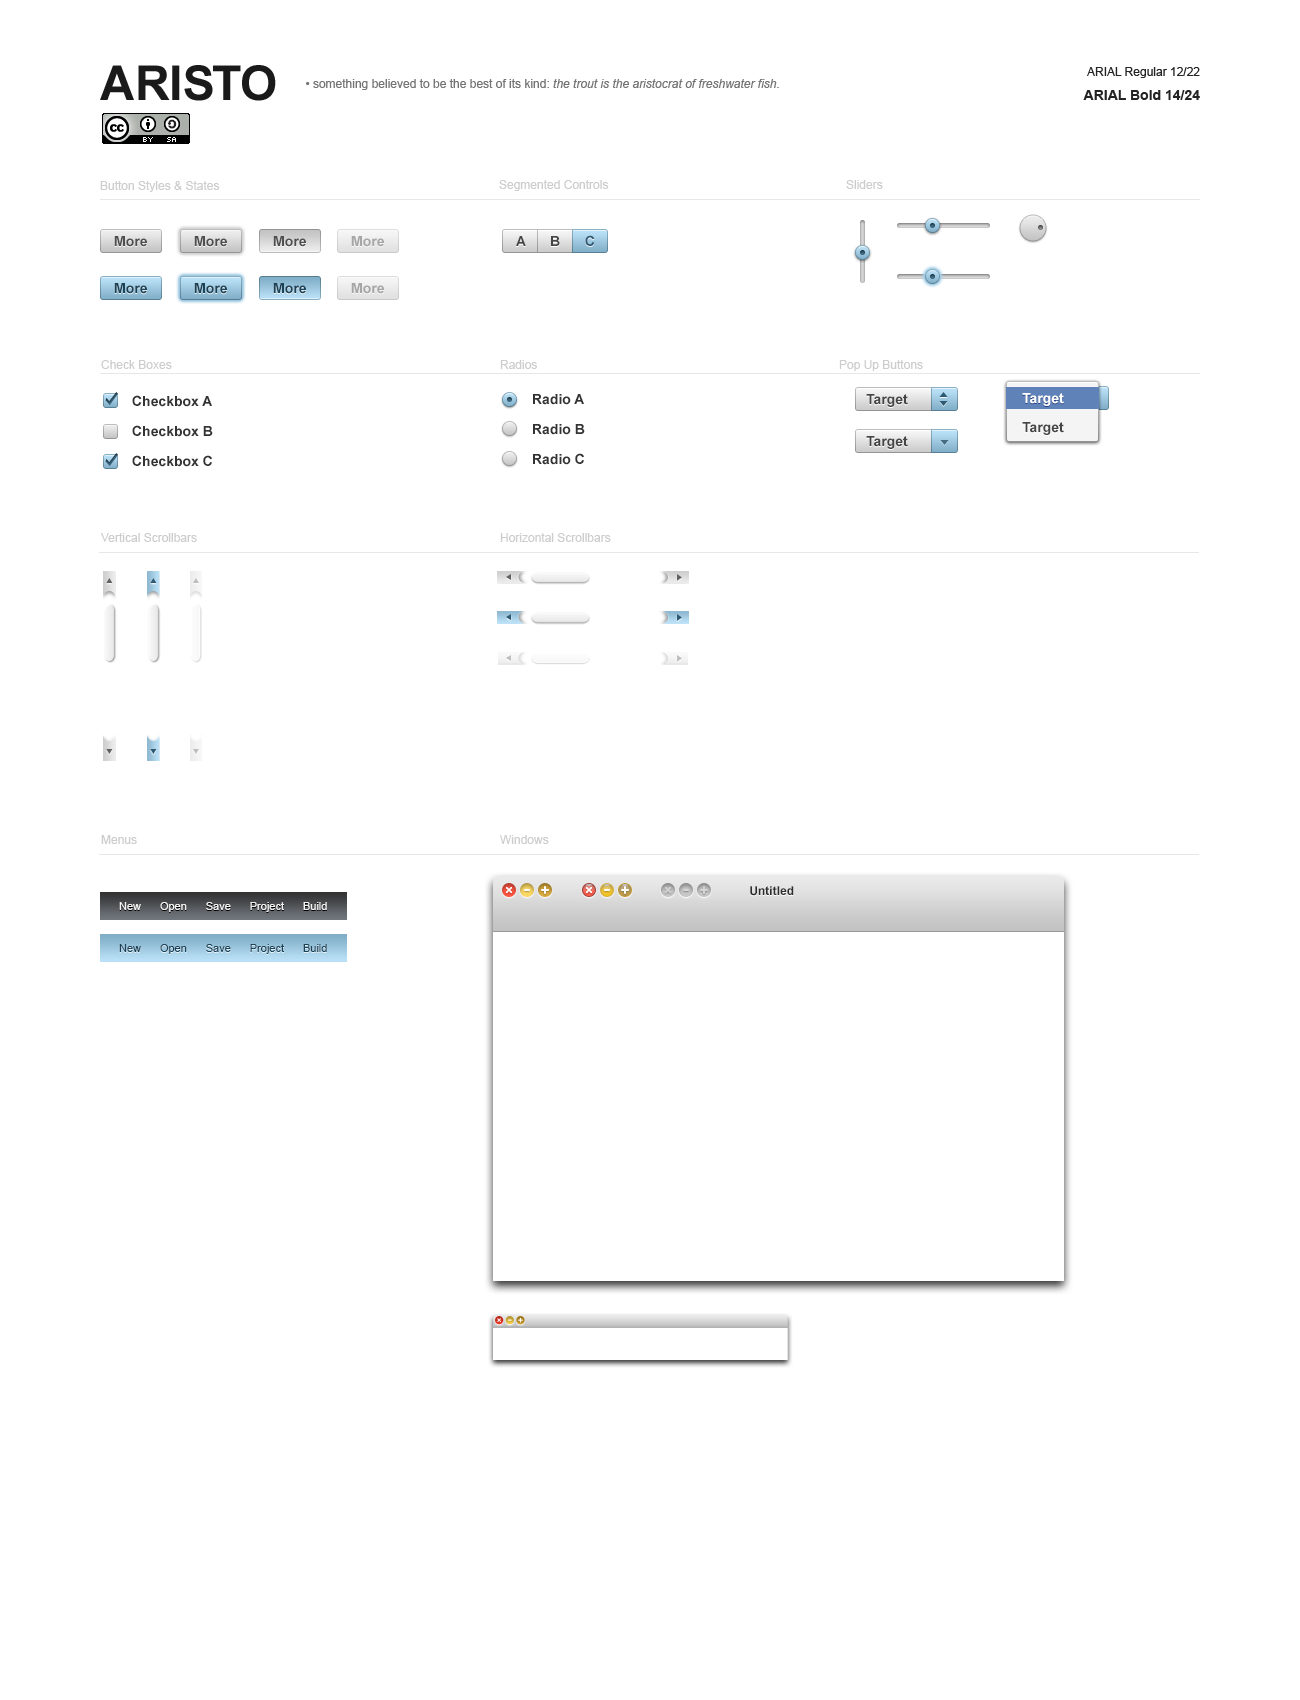 ARISTO
• something believed to be the best of its kind: the trout is the aristocrat of freshwater fish.
ARIAL Regular 12/22
ARIAL Bold 14/24
cc
BY SA
Button Styles & States
Segmented Controls
Sliders
More More More More
A B C
More More More More
Check Boxes
Radios
Pop Up Buttons
Checkbox A
Checkbox B
Checkbox C
Radio A
Radio B
Radio C
Target
Target
Target
Target
Vertical Scrollbars
Horizontal Scrollbars
Menus
Windows
New Open Save Project Build
New Open Save Project Build
Untitled